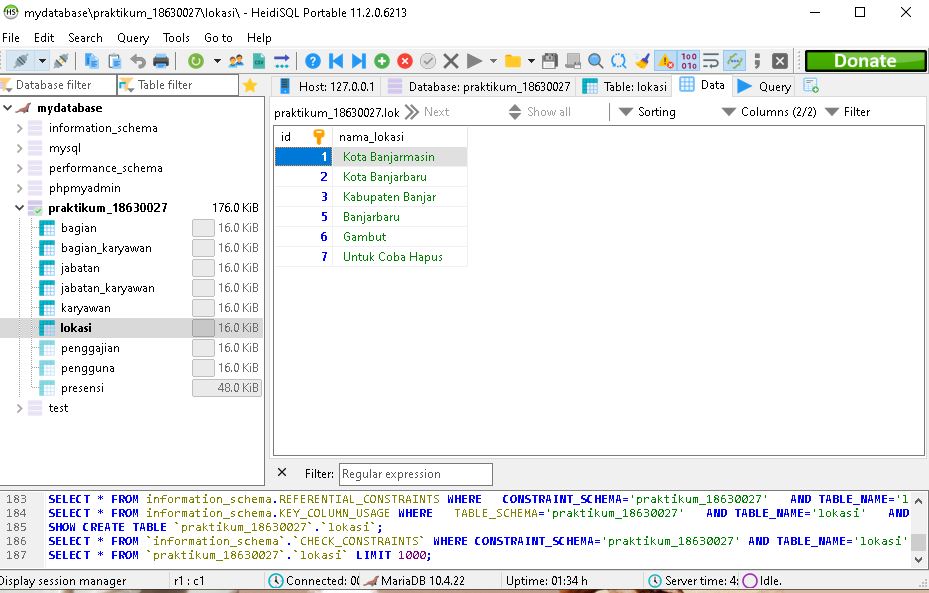 mydatabase\praktikum_18630027\lokasi\ - HeidiSQL Portable 11.2.0.6213
File Edit Search Query Tools Go to Help
Donate
Database filter Table filter
Host: 127.0.0.1 Database: praktikum_18630027 Table: lokasi Data Query
praktikum_18630027.lok Next Show all Sorting Columns (2/2) Filter
mydatabase
information_schema
mysql
performance_schema
phpmyadmin
praktikum_18630027 176.0 KiB
bagian 16.0 KiB
bagian_karyawan 16.0 KiB
jabatan 16.0 KiB
jabatan_karyawan 16.0 KiB
karyawan 16.0 KiB
lokasi 16.0 KiB
penggajian 16.0 KiB
pengguna 16.0 KiB
presensi 48.0 KiB
test
id nama_lokasi
1 Kota Banjarmasin
2 Kota Banjarbaru
3 Kabupaten Banjar
5 Banjarbaru
6 Gambut
7 Untuk Coba Hapus
Filter: Regular expression
183 SELECT * FROM information_schema.REFERENTIAL_CONSTRAINTS WHERE CONSTRAINT_SCHEMA='praktikum_18630027' AND TABLE_NAME='l
184 SELECT * FROM information_schema.KEY_COLUMN_USAGE WHERE TABLE_SCHEMA='praktikum_18630027' AND TABLE_NAME='lokasi' AND
185 SHOW CREATE TABLE `praktikum_18630027`.`lokasi`;
186 SELECT * FROM `information_schema`.`CHECK_CONSTRAINTS` WHERE CONSTRAINT_SCHEMA='praktikum_18630027' AND TABLE_NAME='lokasi'
187 SELECT * FROM `praktikum_18630027`.`lokasi` LIMIT 1000;
Display session manager r1 : c1 Connected: 00 MariaDB 10.4.22 Uptime: 01:34 h Server time: 4: Idle.